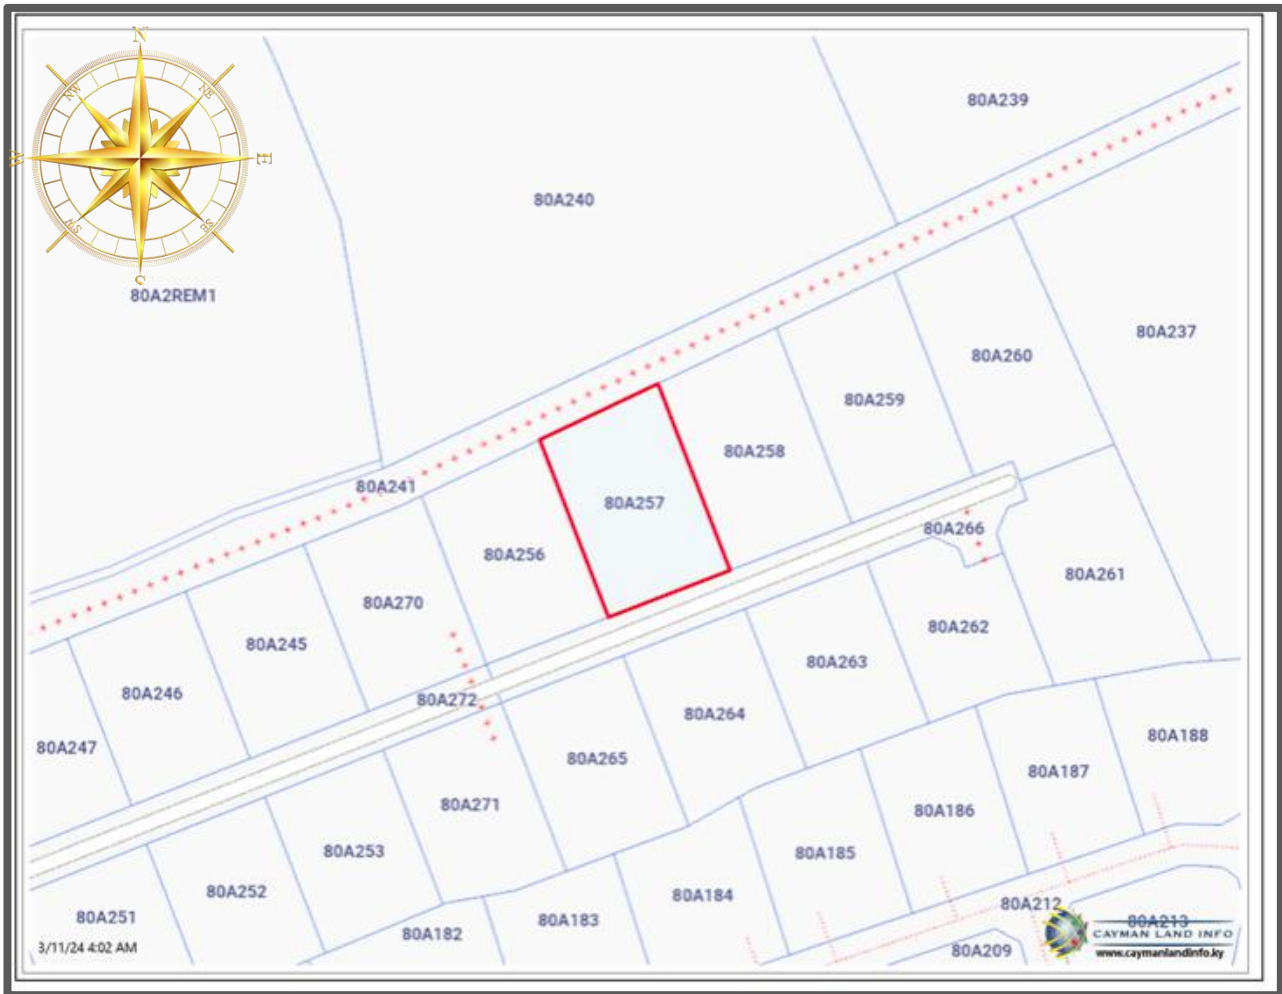 N
NW
NE
W
E
SW
SE
S
80A239
80A240
80A2REM1
80A237
80A260
80A259
80A258
80A241
80A257
80A266
80A256
80A261
80A270
80A262
80A245
80A263
80A246
80A272
80A264
80A247
80A188
80A265
80A187
80A271
80A186
80A253
80A185
80A252
80A184
80A212
80A251
80A183
80A213
80A182
CAYMAN LAND INFO
3/11/24 4:02 AM
80A209
www.caymanlandinfo.ky